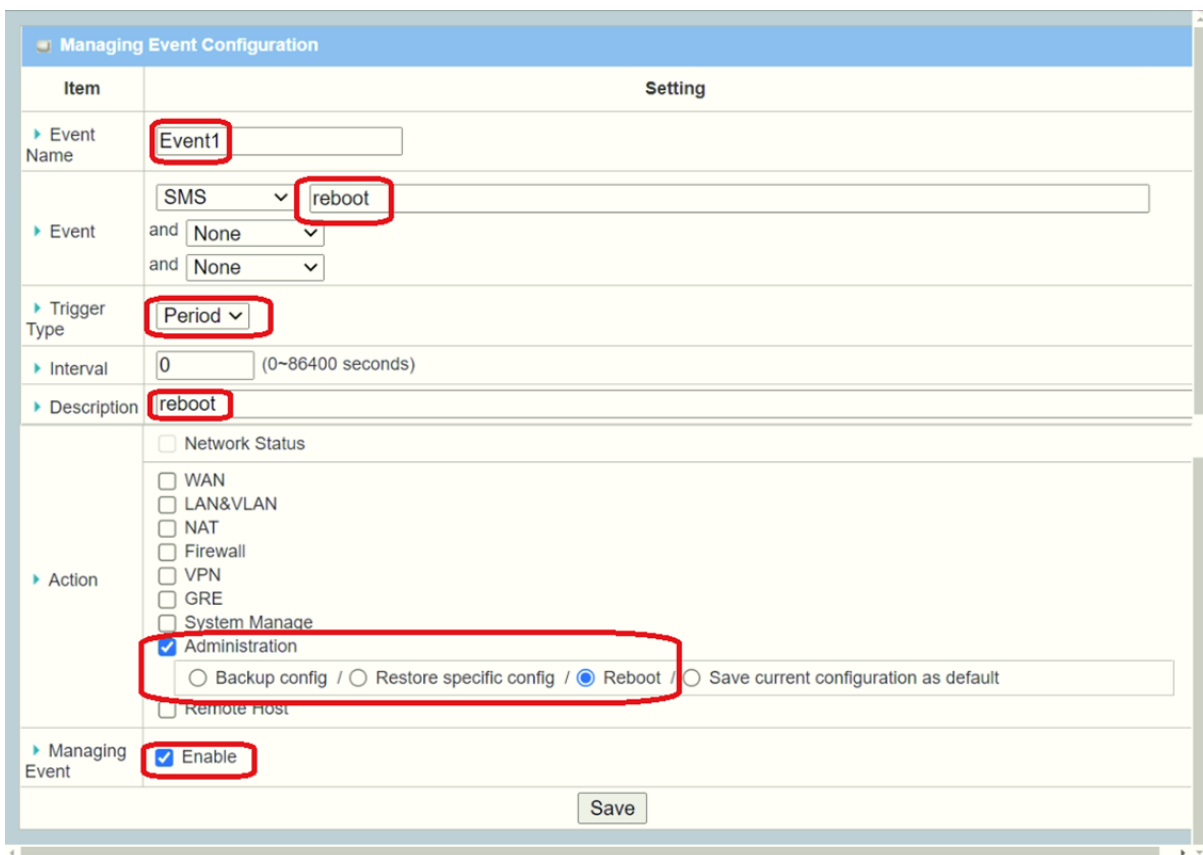 Managing Event Configuration
Item Setting
Event Name Event1
Event SMS reboot
and None
and None
Trigger Type Period
Interval 0 (0~86400 seconds)
Description reboot
Network Status
WAN
LAN&VLAN
NAT
Firewall
VPN
Action GRE
System Manage
Administration
Backup config / Restore specific config / Reboot / Save current configuration as default
Remote Host
Managing Event Enable
Save